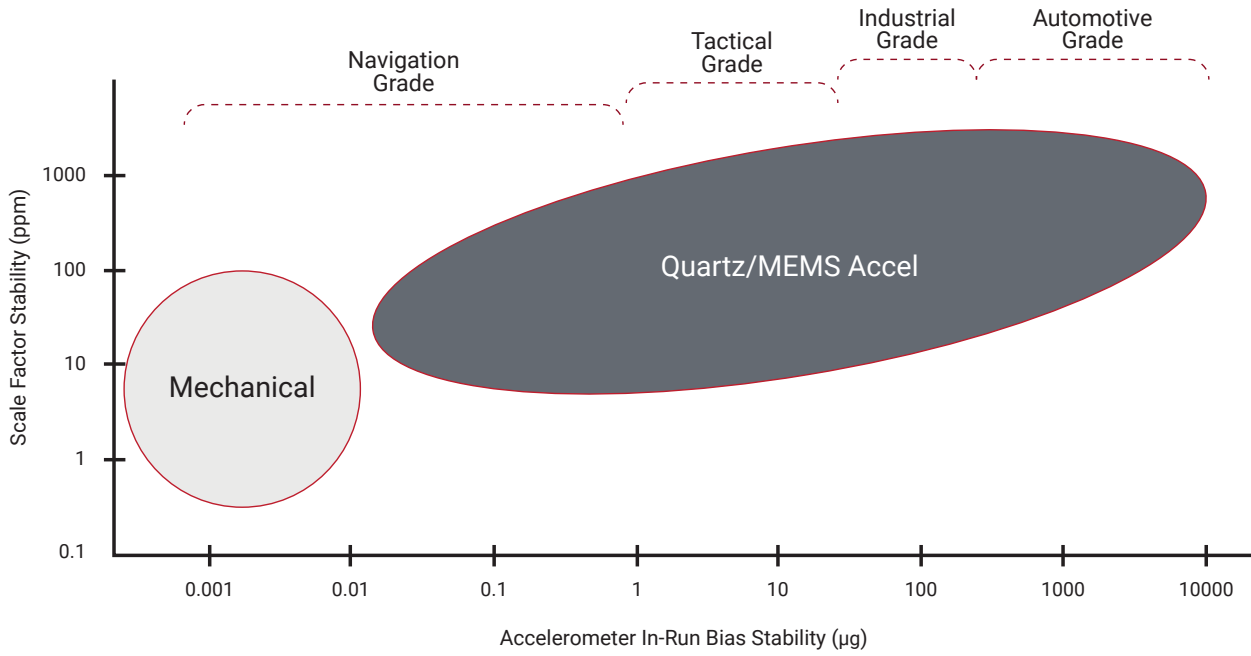 Navigation
Grade
Tactical
Grade
Industrial
Grade
Automotive
Grade
Scale Factor Stability (ppm)
1000
100
10
1
0.1
Mechanical
Quartz/MEMS Accel
0.001
0.01
0.1
1
10
100
1000
10000
Accelerometer In-Run Bias Stability (µg)